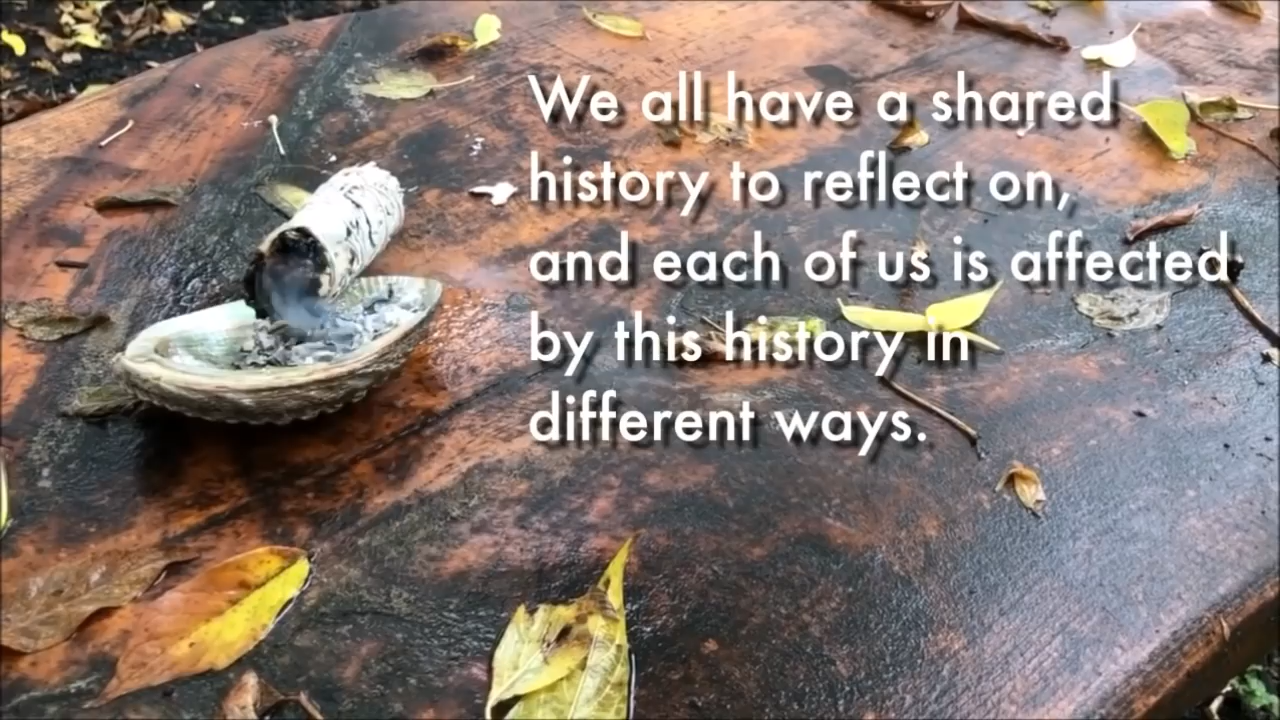 We all have a shared
history to reflect on,
and each of us is affected
by this history in
different ways.